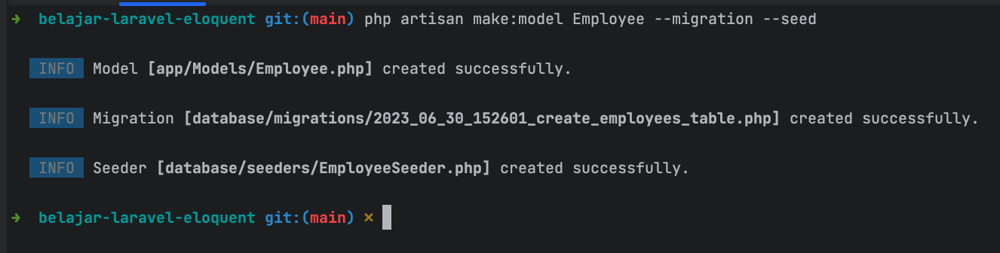 ➜ belajar-laravel-eloquent git:(main) php artisan make:model Employee --migration --seed
INFO Model [app/Models/Employee.php] created successfully.
INFO Migration [database/migrations/2023_06_30_152601_create_employees_table.php] created successfully.
INFO Seeder [database/seeders/EmployeeSeeder.php] created successfully.
➜ belajar-laravel-eloquent git:(main) ✗